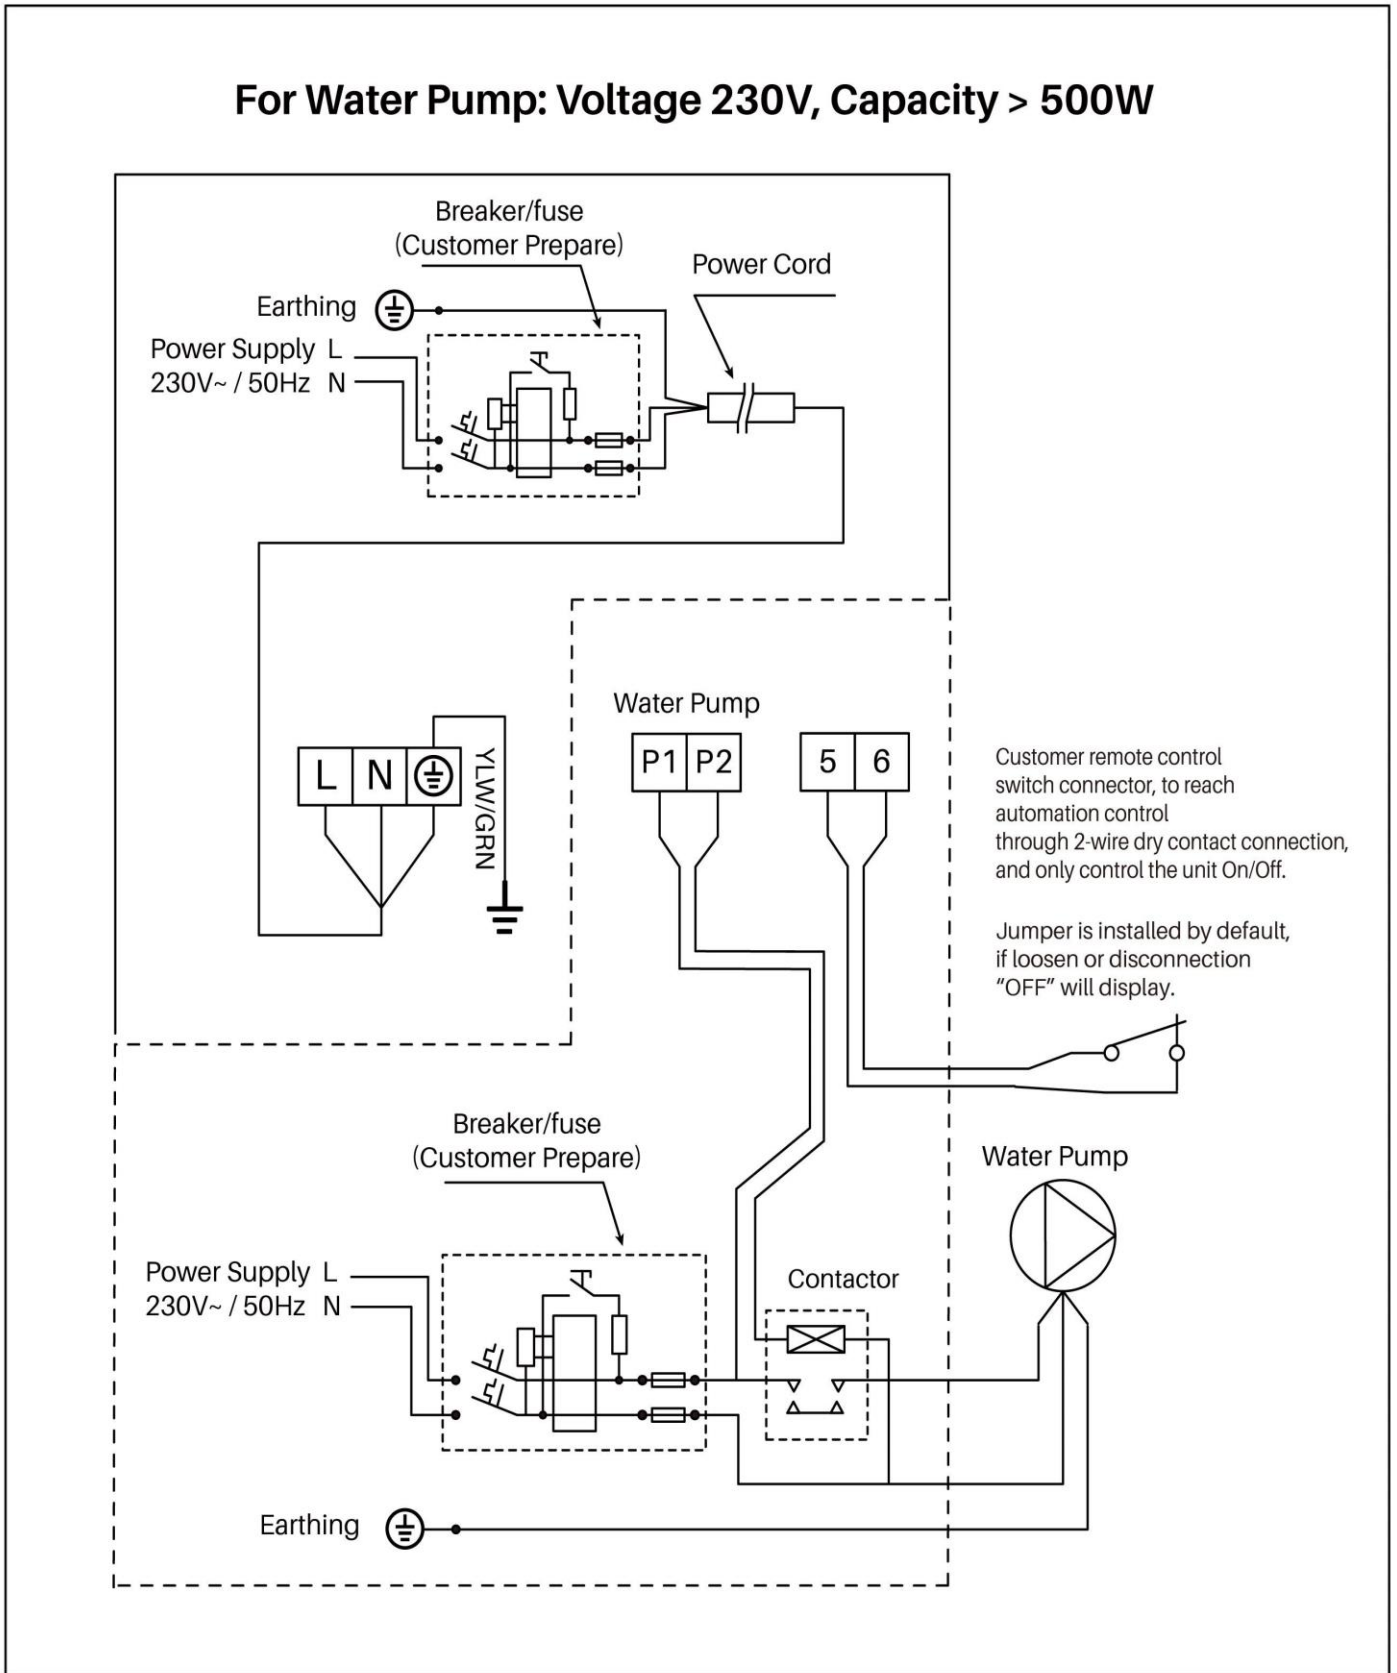 For Water Pump: Voltage 230V, Capacity > 500W
Breaker/fuse
(Customer Prepare)
Power Cord
Earthing
Power Supply L
230V~ / 50Hz N
Water Pump
L N
YLW/GRN
P1 P2
5 6
Customer remote control
switch connector, to reach
automation control
through 2-wire dry contact connection,
and only control the unit On/Off.
Jumper is installed by default,
if loosen or disconnection
“OFF” will display.
Breaker/fuse
(Customer Prepare)
Water Pump
Power Supply L
230V~ / 50Hz N
Contactor
Earthing